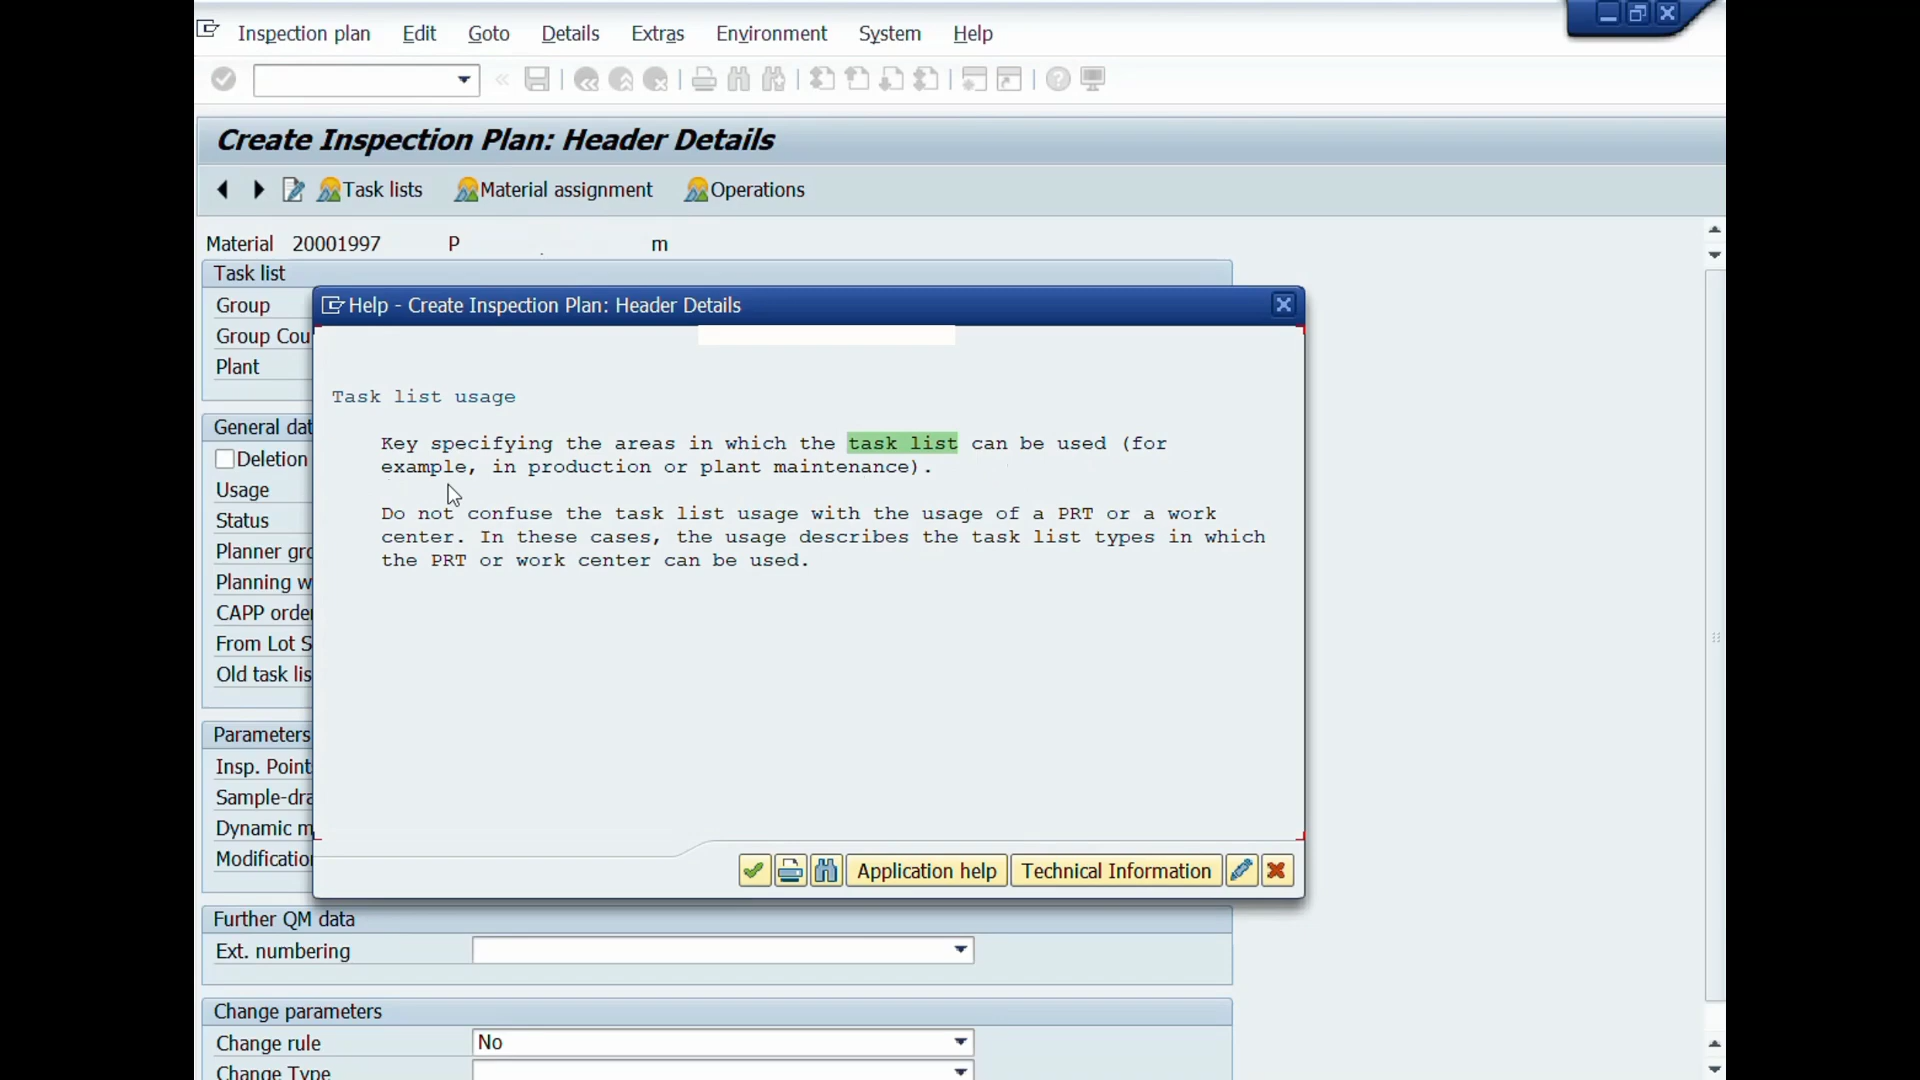 Inspection plan Edit Goto Details Extras Environment System Help
Create Inspection Plan: Header Details
Task lists Material assignment Operations
Material 20001997 P m
Task list
Group
Help - Create Inspection Plan: Header Details
Group Cou
Plant
Task list usage
General dat
Key specifying the areas in which the task list can be used (for
example, in production or plant maintenance).
Deletion
Usage
Do not confuse the task list usage with the usage of a PRT or a work
center. In these cases, the usage describes the task list types in which
the PRT or work center can be used.
Status
Planner gro
Planning w
CAPP order
From Lot S
Old task lis
Parameters
Insp. Point
Sample-dra
Dynamic m
Modification
Application help Technical Information
Further QM data
Ext. numbering
Change parameters
Change rule No
Change Type